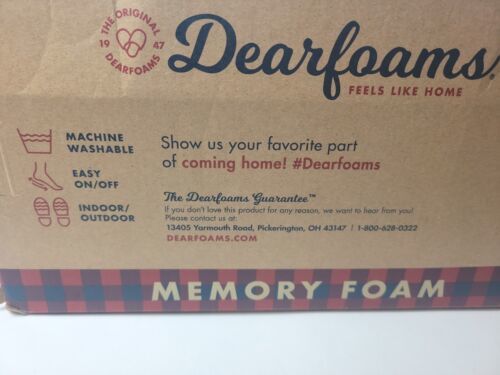 THE ORIGINAL
19 47
DEARFOAMS
Dearfoams.
FEELS LIKE HOME
MACHINE
WASHABLE
EASY
ON/OFF
INDOOR/
OUTDOOR
Show us your favorite part
of coming home! #Dearfoams
The Dearfoams Guarantee™
If you don't love this product for any reason, we want to hear from you!
Please contact us at:
13405 Yarmouth Road, Pickerington, OH 43147 | 1-800-628-0322
DEARFOAMS.COM
MEMORY FOAM